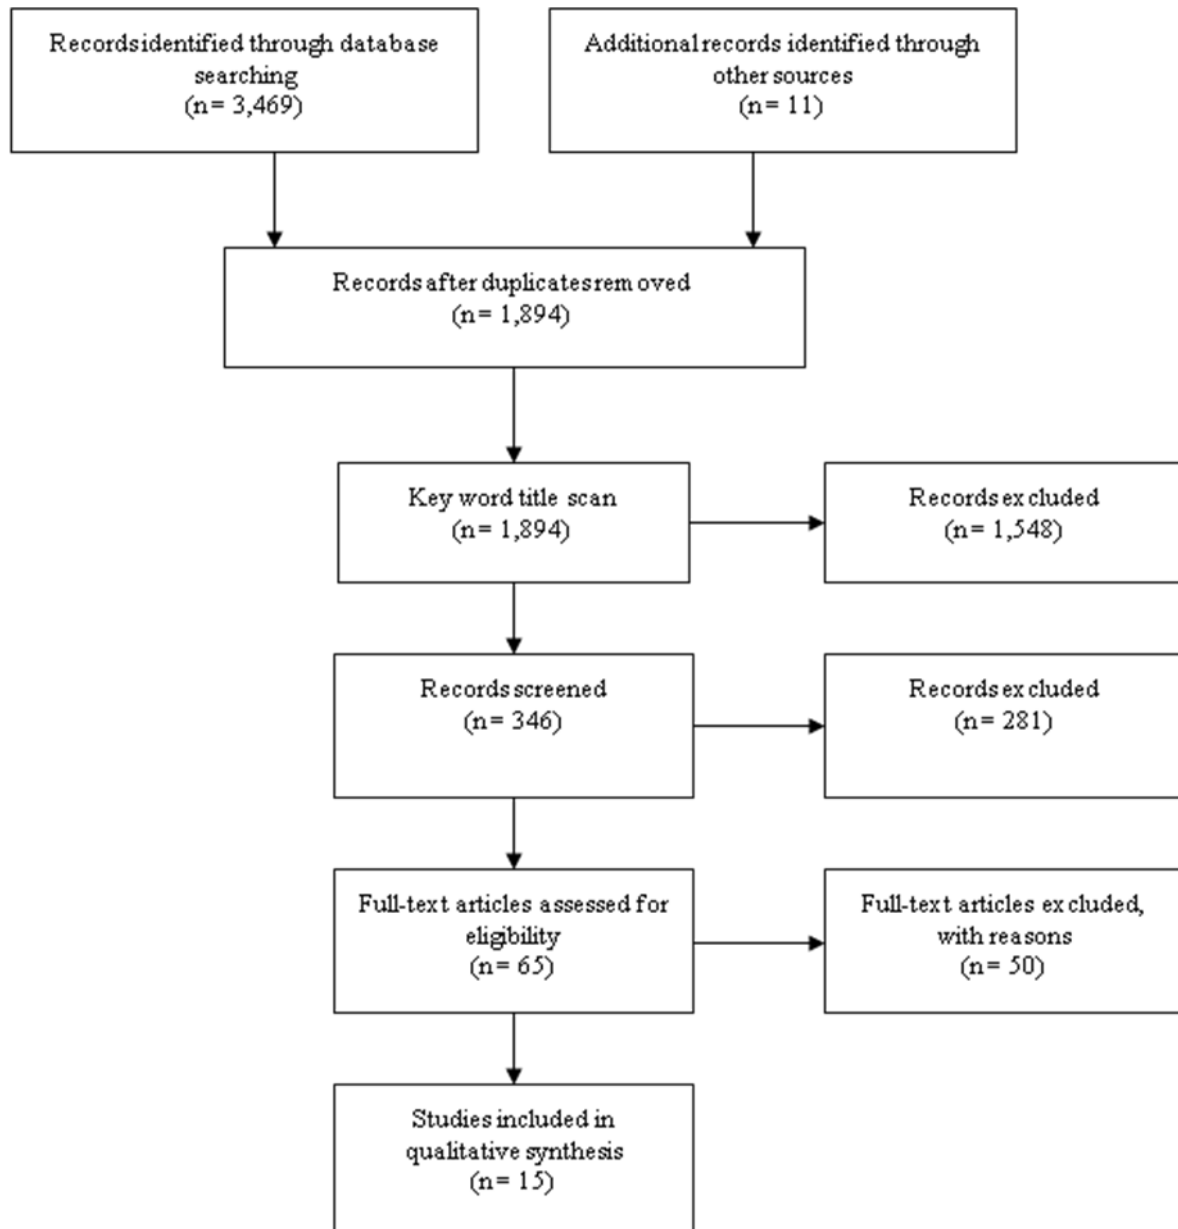 Records identified through database
searching
(n= 3,469)
Additional records identified through
other sources
(n= 11)
Records after duplicates removed
(n= 1,894)
Key word title scan
(n= 1,894)
Records excluded
(n= 1,548)
Records screened
(n= 346)
Records excluded
(n= 281)
Full-text articles assessed for
eligibility
(n= 65)
Full-text articles excluded,
with reasons
(n= 50)
Studies included in
qualitative synthesis
(n= 15)